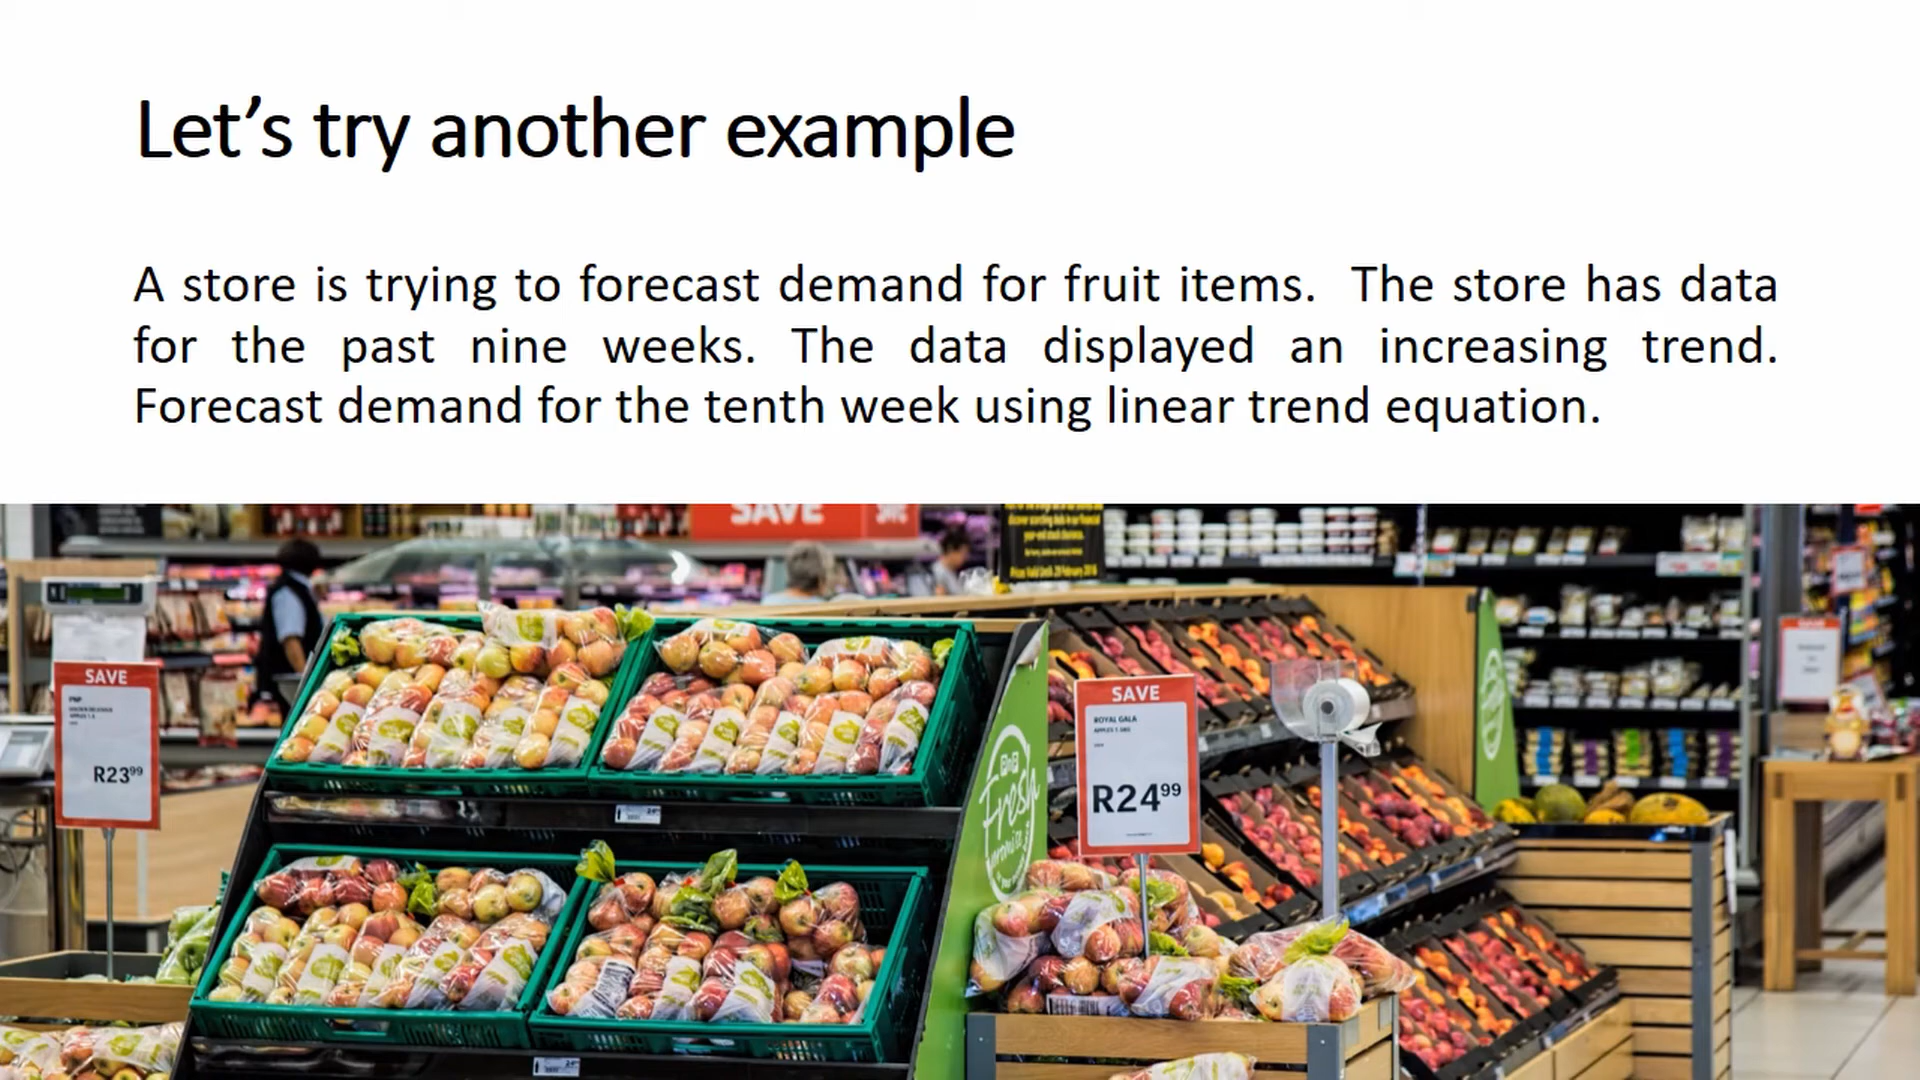 Let’s try another example
A store is trying to forecast demand for fruit items. The store has data
for the past nine weeks. The data displayed an increasing trend.
Forecast demand for the tenth week using linear trend equation.
SAVE
SAVE
R23⁹⁹
SAVE
ROYAL GALA
R24⁹⁹
Fresh